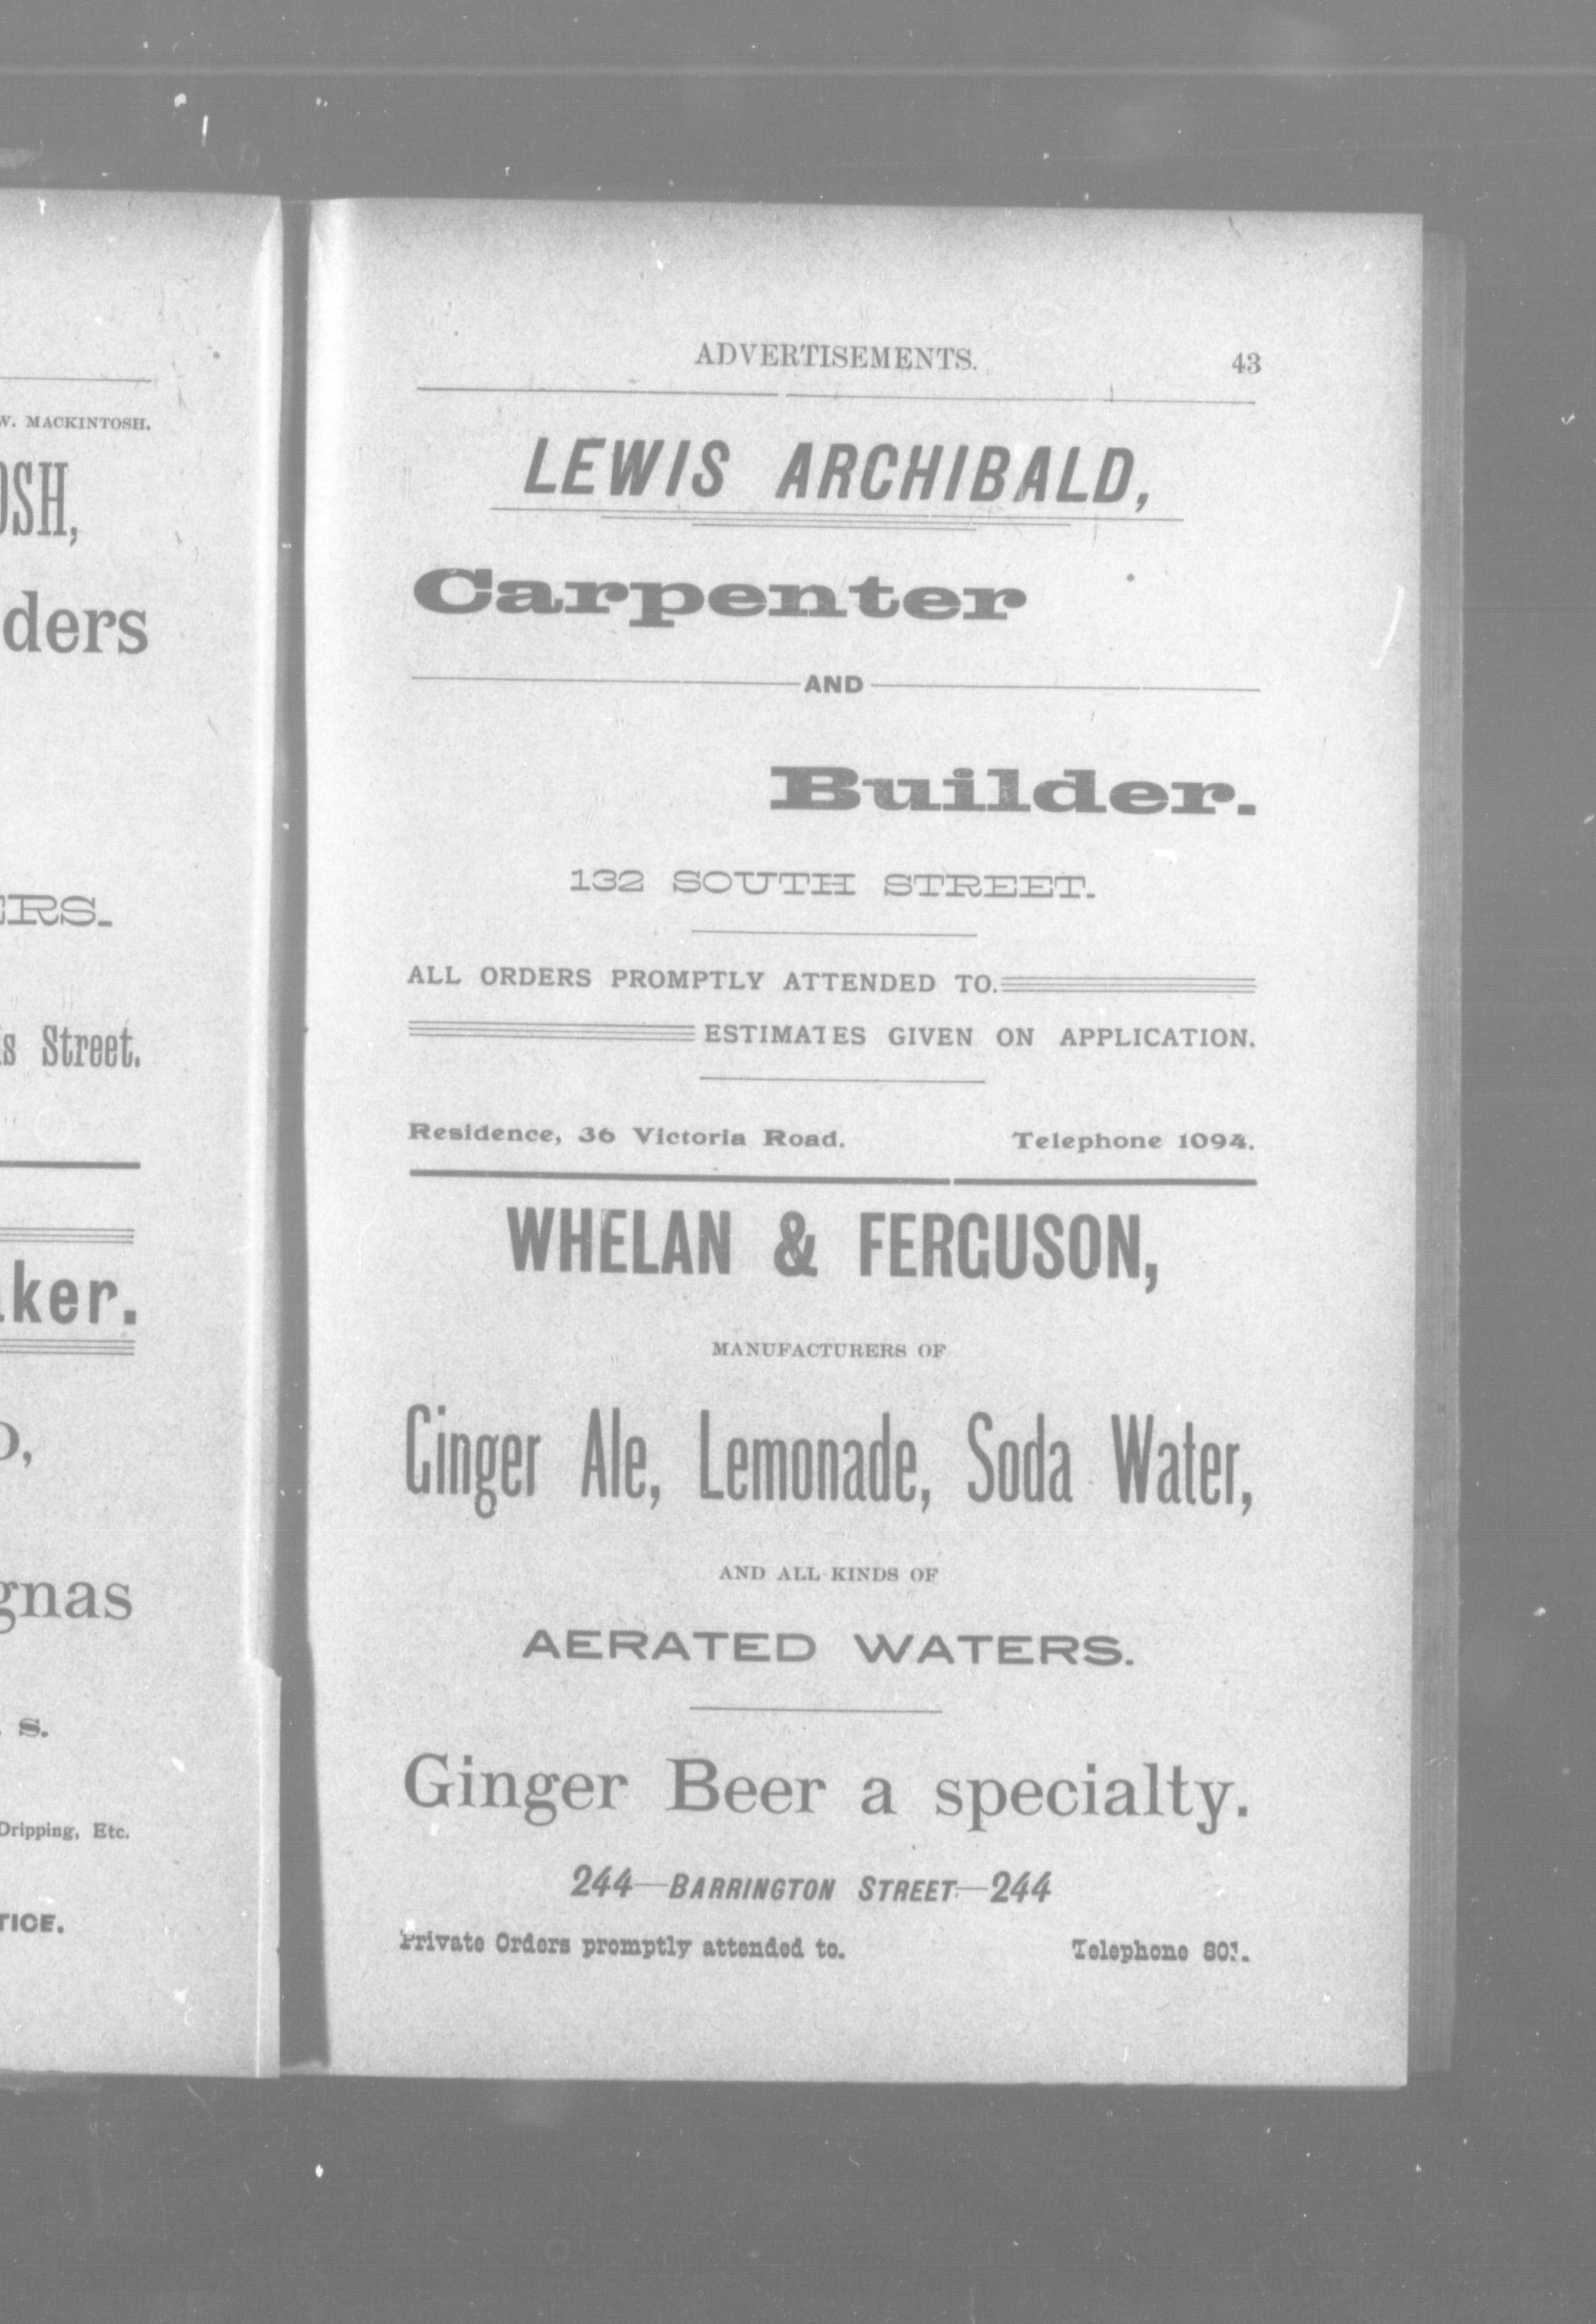 W. MACKINTOSH.
OSH,
ders
ERS.
Street.
ker.
gnas
S.
Dripping, Etc.
ADVERTISEMENTS. 43
LEWIS ARCHIBALD,
Carpenter
AND
Builder.
132 SOUTH STREET.
ALL ORDERS PROMPTLY ATTENDED TO.
ESTIMATES GIVEN ON APPLICATION.
Residence, 36 Victoria Road. Telephone 1094.
WHELAN & FERGUSON,
MANUFACTURERS OF
Ginger Ale, Lemonade, Soda Water,
AND ALL KINDS OF
AERATED WATERS.
Ginger Beer a specialty.
244—BARRINGTON STREET—244
Private Orders promptly attended to. Telephone 801.